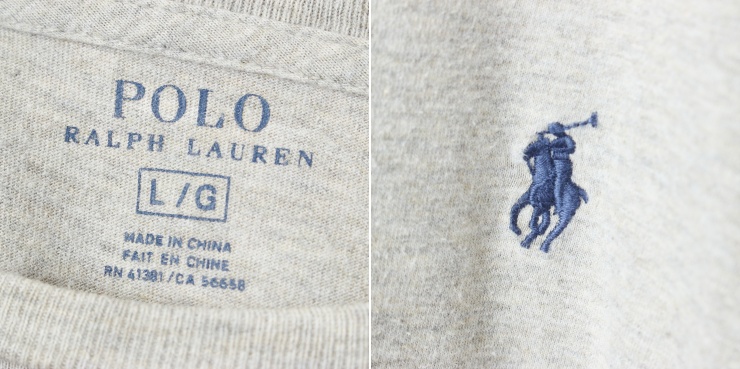 POLO
RALPH LAUREN
L/G
MADE IN CHINA
FAIT EN CHINE
RN 41381/CA 56658